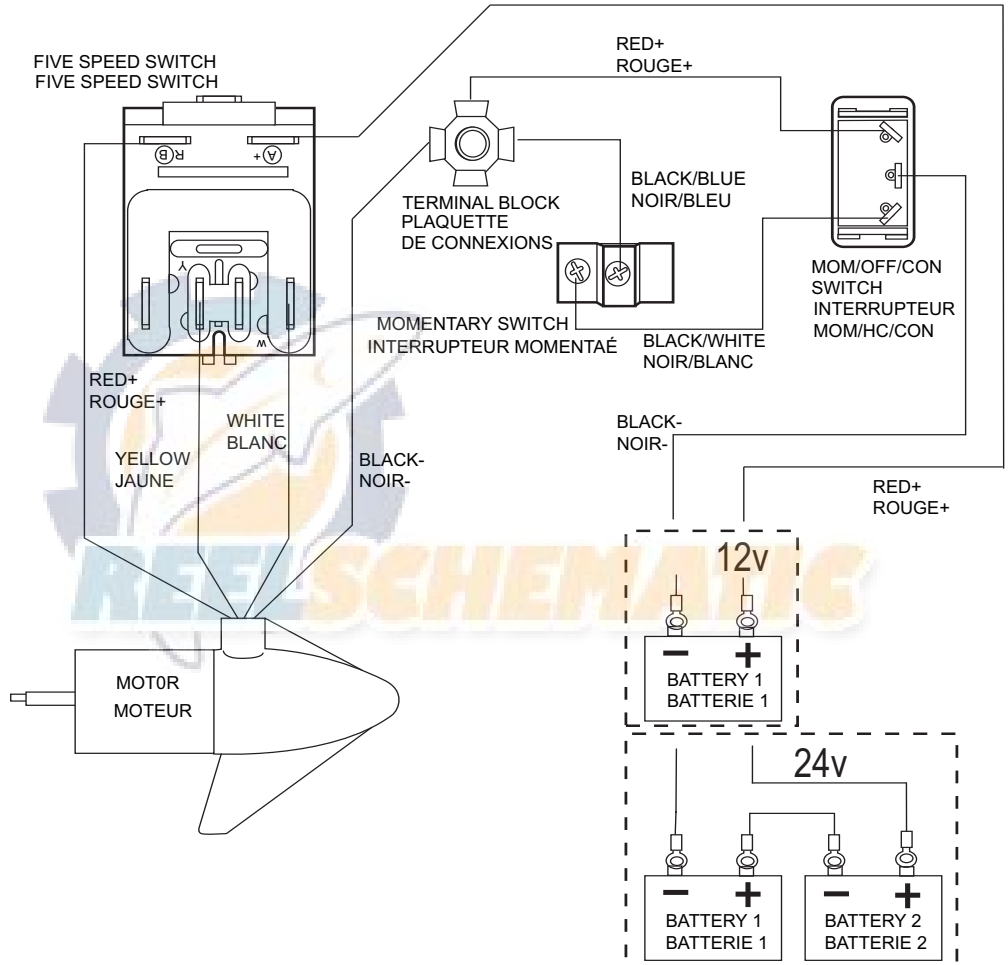 FIVE SPEED SWITCH
FIVE SPEED SWITCH
RED+
ROUGE+
R B
A +
Y
W
TERMINAL BLOCK
PLAQUETTE
DE CONNEXIONS
BLACK/BLUE
NOIR/BLEU
MOM/OFF/CON
SWITCH
INTERRUPTEUR
MOM/HC/CON
MOMENTARY SWITCH
INTERRUPTEUR MOMENTAÉ
BLACK/WHITE
NOIR/BLANC
RED+
ROUGE+
WHITE
BLANC
YELLOW
JAUNE
BLACK-
NOIR-
BLACK-
NOIR-
RED+
ROUGE+
REELSCHEMATIC
12v
- +
BATTERY 1
BATTERIE 1
MOT0R
MOTEUR
24v
- +
BATTERY 1
BATTERIE 1
- +
BATTERY 2
BATTERIE 2